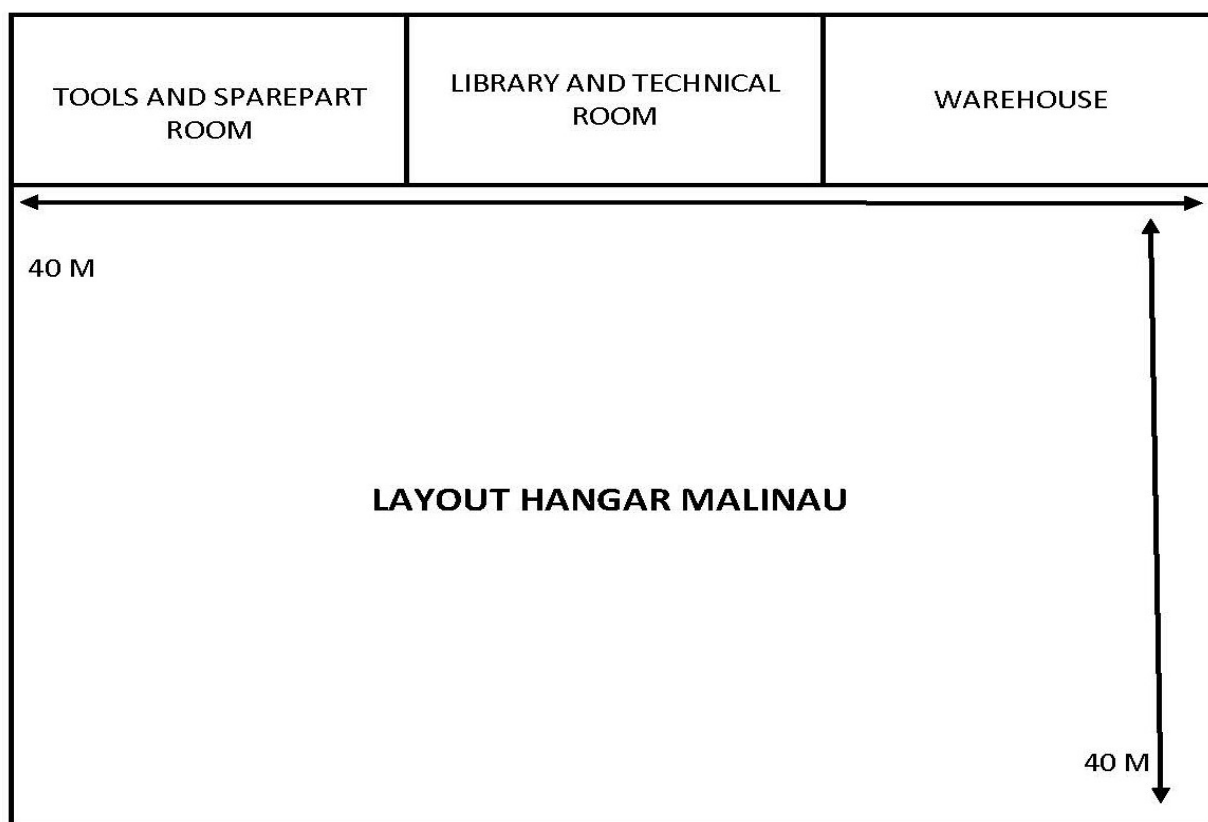 TOOLS AND SPAREPART
ROOM
LIBRARY AND TECHNICAL
ROOM
WAREHOUSE
40 M
LAYOUT HANGAR MALINAU
40 M